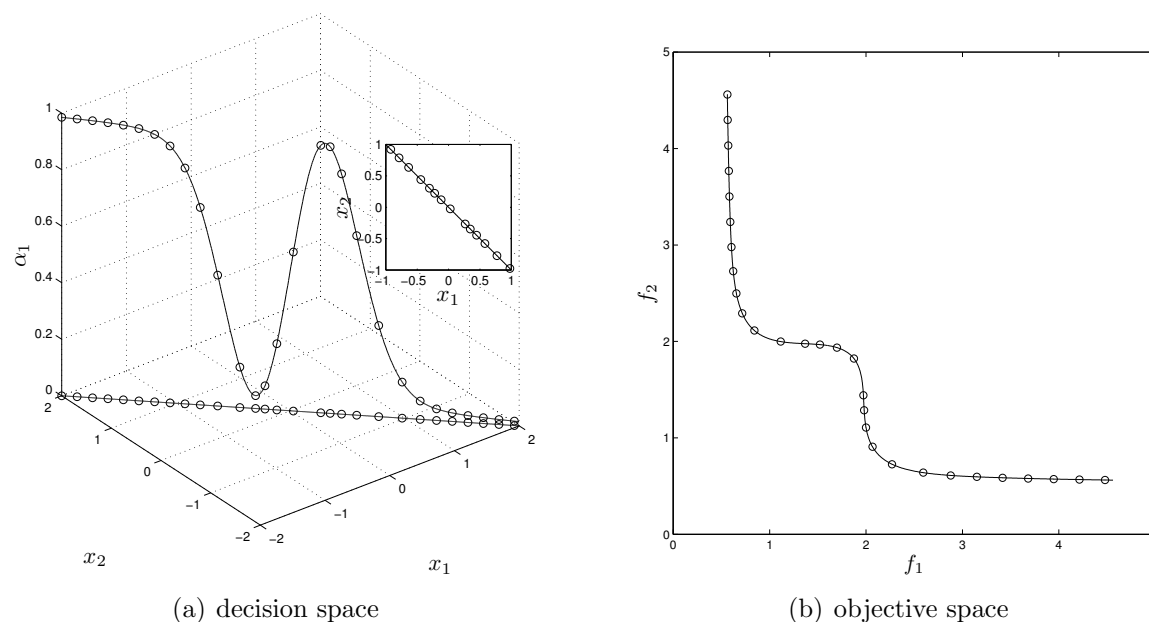 1
0.8
0.6
0.4
0.2
0
α₁
2
1
0
−1
−2
x₂
−2
−1
0
1
2
x₁
1
0.5
0
−0.5
−1
x₂
−1 −0.5 0 0.5 1
x₁
(a) decision space
5
4
3
2
1
0
f₂
0 1 2 3 4
f₁
(b) objective space